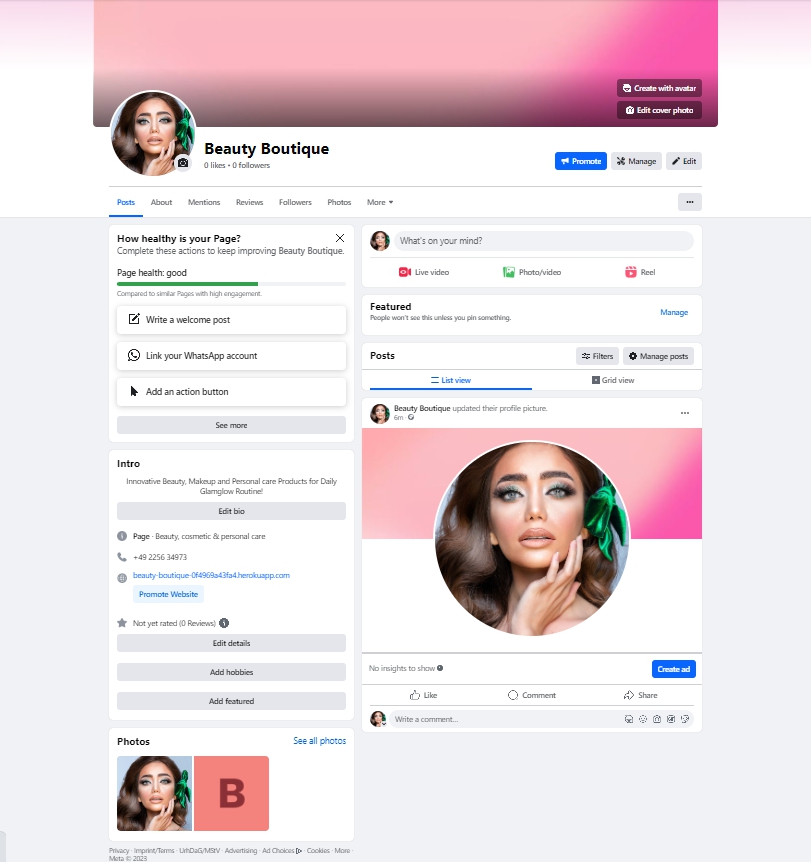 Create with avatar
Edit cover photo
Beauty Boutique
0 likes • 0 followers
Promote
Manage
Edit
Posts
About
Mentions
Reviews
Followers
Photos
More
How healthy is your Page?
Complete these actions to keep improving Beauty Boutique.
Page health: good
Compared to similar Pages with high engagement.
Write a welcome post
Link your WhatsApp account
Add an action button
See more
Intro
Innovative Beauty, Makeup and Personal care Products for Daily
Glamglow Routine!
Edit bio
Page · Beauty, cosmetic & personal care
+49 2256 34973
beauty-boutique-0f4969a43fa4.herokuapp.com
Promote Website
Not yet rated (0 Reviews)
Edit details
Add hobbies
Add featured
Photos
See all photos
B
Privacy · Imprint/Terms · UrhDaG/MStV · Advertising · Ad Choices · Cookies · More ·
Meta © 2023
What's on your mind?
Live video
Photo/video
Reel
Featured
People won't see this unless you pin something.
Manage
Posts
Filters
Manage posts
List view
Grid view
Beauty Boutique updated their profile picture.
6m
No insights to show
Create ad
Like
Comment
Share
Write a comment...